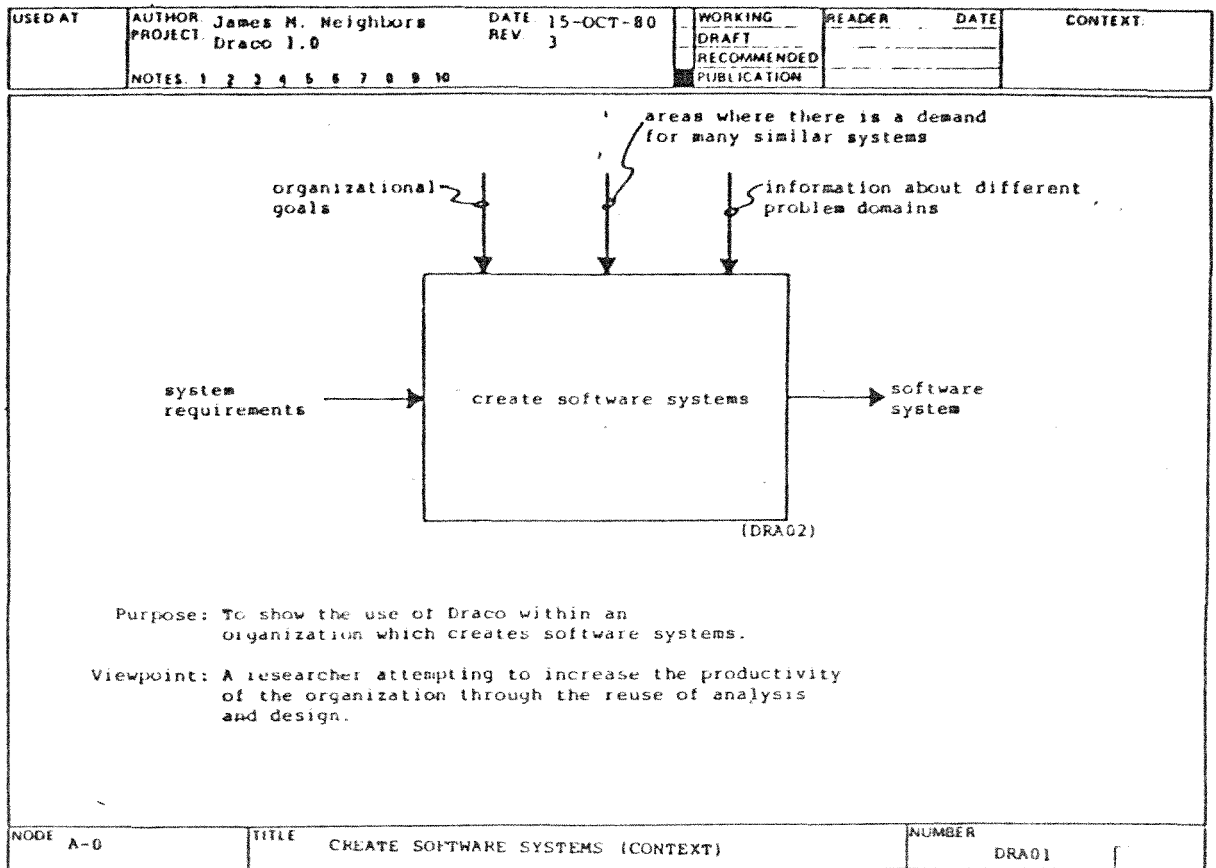 USED AT
AUTHOR: James M. Neighbors
DATE: 15-OCT-80
PROJECT: Draco 1.0
REV: 3
NOTES: 1 2 3 4 5 6 7 8 9 10
WORKING
DRAFT
RECOMMENDED
PUBLICATION
READER DATE
CONTEXT:
areas where there is a demand
for many similar systems
organizational
goals
information about different
problem domains
system
requirements
create software systems
software
system
(DRA02)
Purpose: To show the use of Draco within an
organization which creates software systems.
Viewpoint: A researcher attempting to increase the productivity
of the organization through the reuse of analysis
and design.
NODE A-0
TITLE CREATE SOFTWARE SYSTEMS (CONTEXT)
NUMBER
DRA01